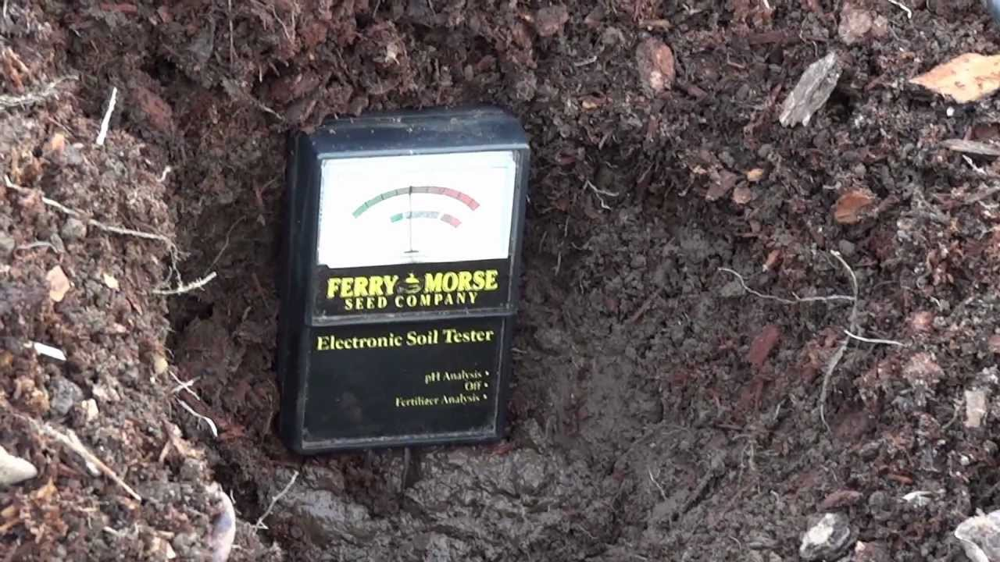 FERRY MORSE
SEED COMPANY
Electronic Soil Tester
pH Analysis •
Off •
Fertilizer Analysis •